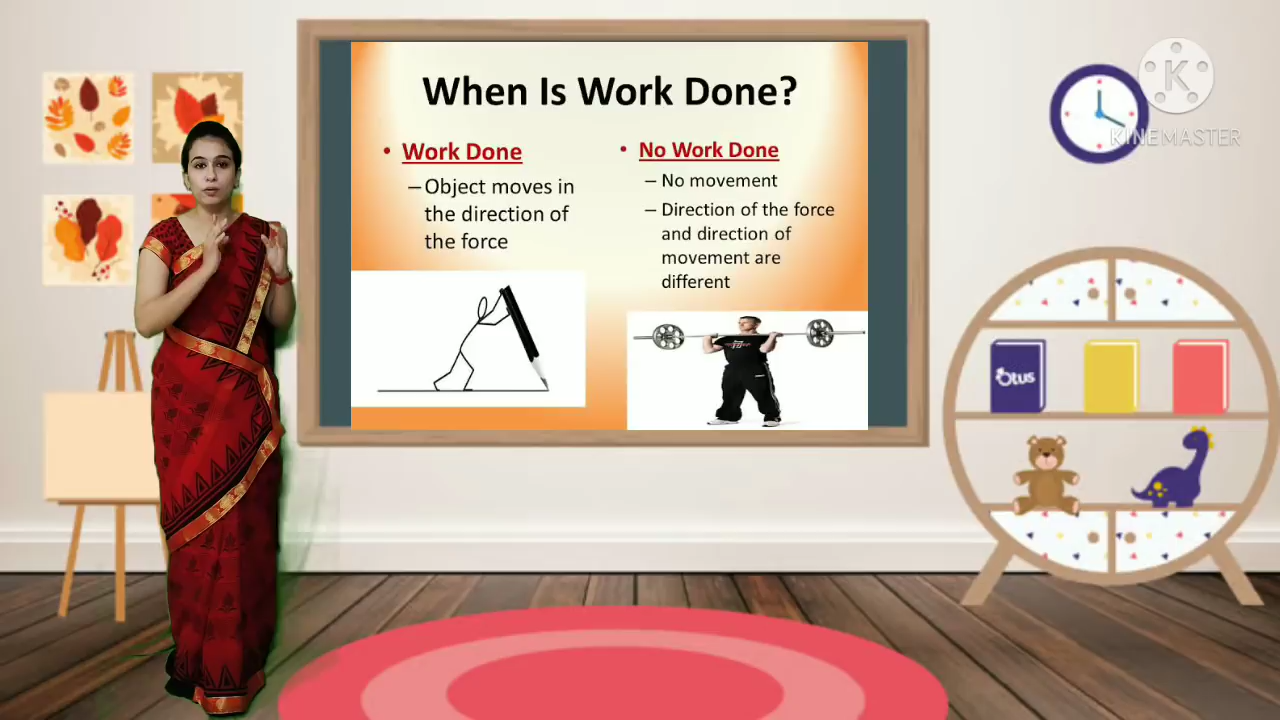 When Is Work Done?
• Work Done
– Object moves in
the direction of
the force
• No Work Done
– No movement
– Direction of the force
and direction of
movement are
different
K
KINEMASTER
Otus